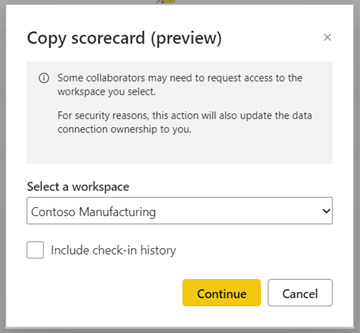 Copy scorecard (preview)
Some collaborators may need to request access to the
workspace you select.
For security reasons, this action will also update the data
connection ownership to you.
Select a workspace
Contoso Manufacturing
Include check-in history
Continue
Cancel